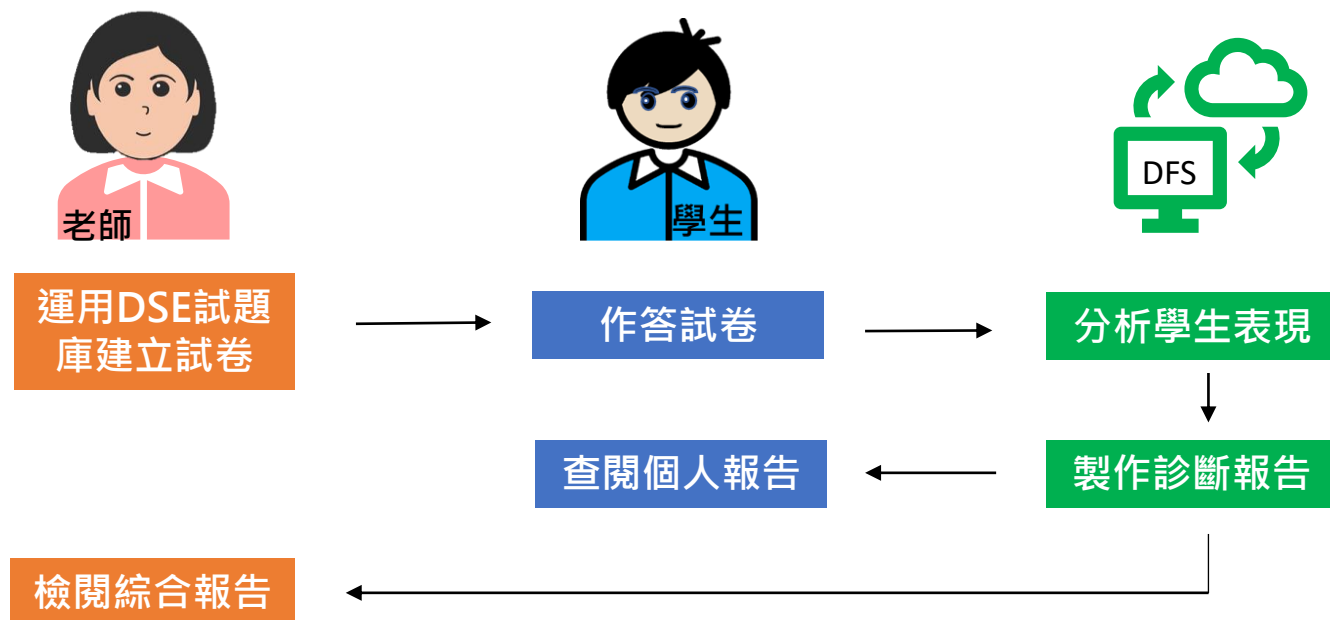 老師
學生
DFS
運用DSE試題
庫建立試卷
作答試卷
分析學生表現
查閱個人報告
製作診斷報告
檢閱綜合報告